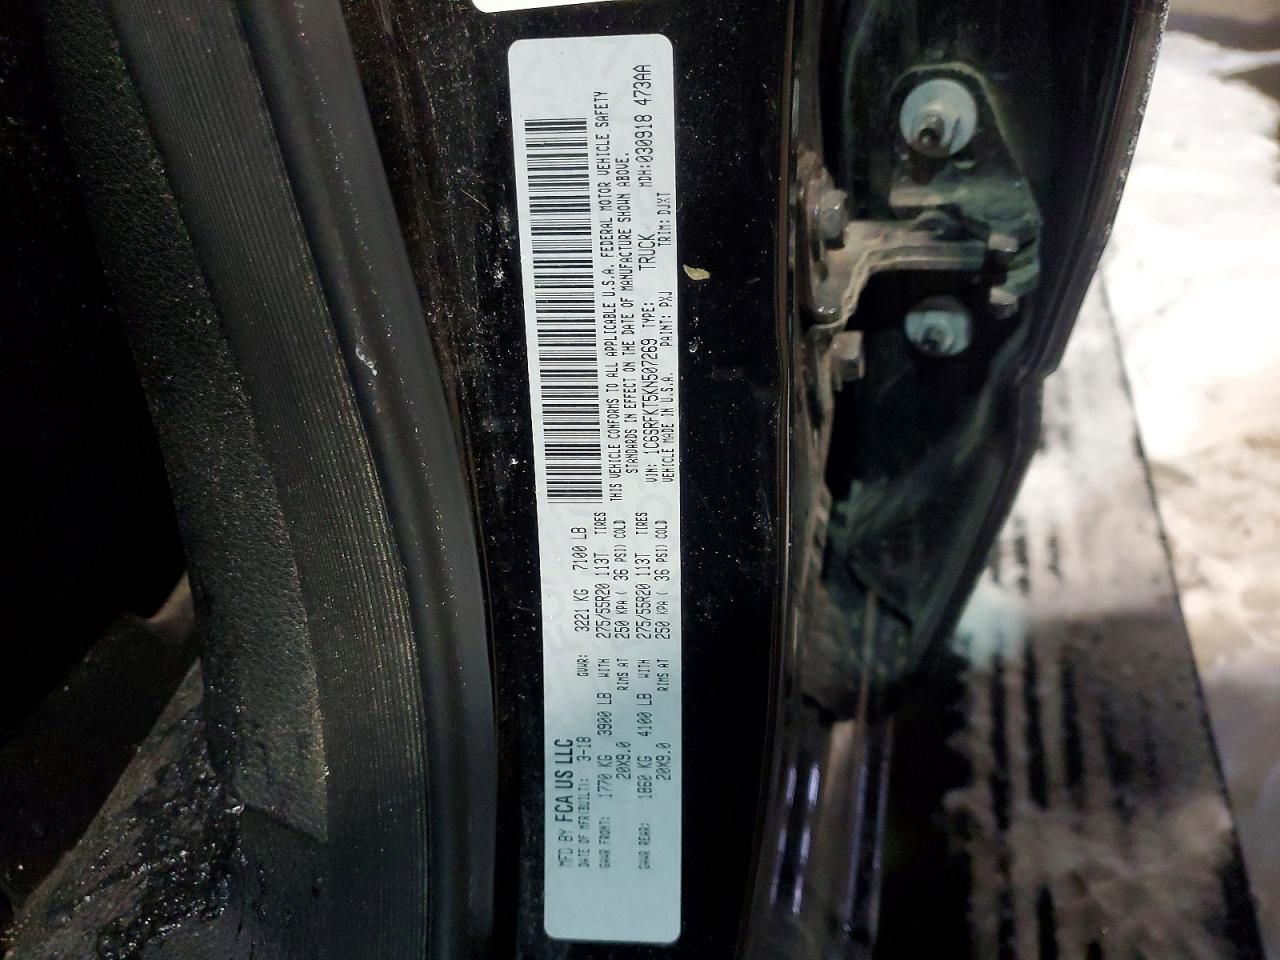 MFD BY FCA US LLC
DATE OF MFR(BUILT): 3-18 GVWR: 3221 KG 7100 LB
GAWR FRONT: 1770 KG 3900 LB WITH 275/55R20 113T TIRES
20X9.0 RIMS AT 250 KPA ( 36 PSI) COLD
GAWR REAR: 1860 KG 4100 LB WITH 275/55R20 113T TIRES
20X9.0 RIMS AT 250 KPA ( 36 PSI) COLD
THIS VEHICLE CONFORMS TO ALL APPLICABLE U.S.A. FEDERAL MOTOR VEHICLE SAFETY
STANDARDS IN EFFECT ON THE DATE OF MANUFACTURE SHOWN ABOVE.
VIN: 1C6SRFKT5KN507269 TYPE: TRUCK MDH:030918 473AA
VEHICLE MADE IN U.S.A. PAINT: PXJ TRIM: DJXT